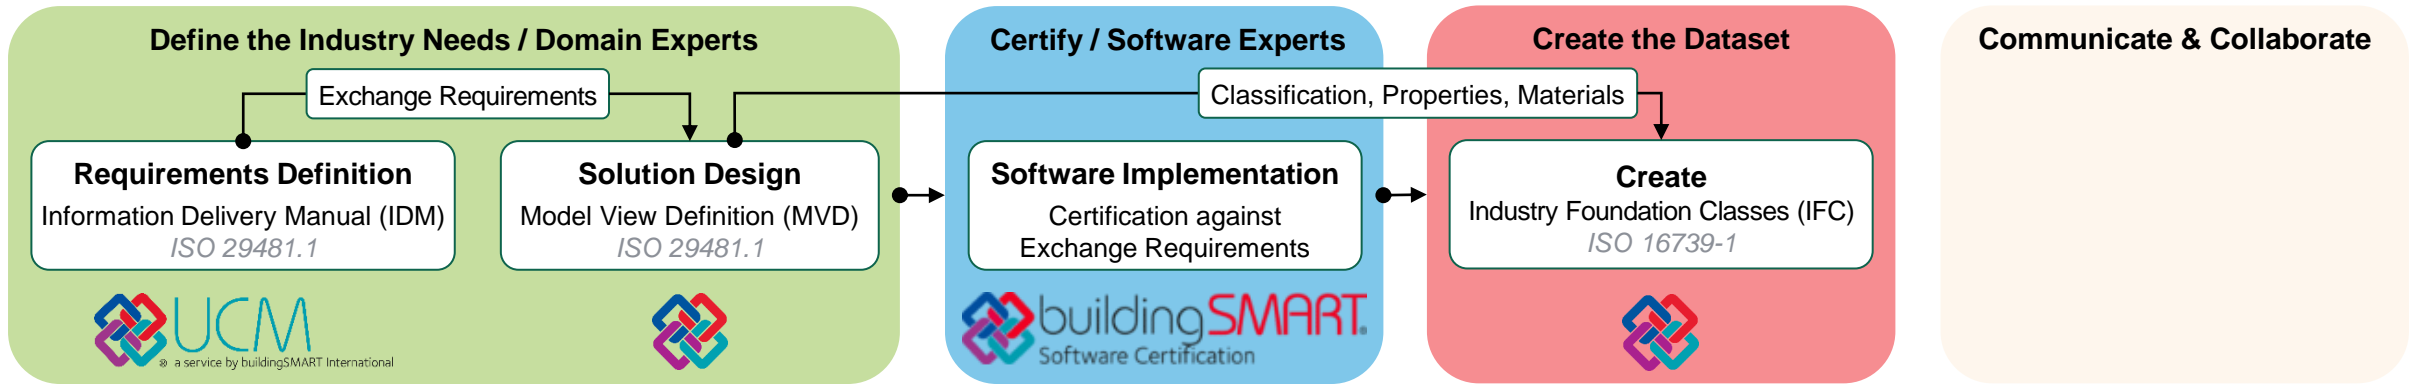 Define the Industry Needs / Domain Experts
Exchange Requirements
Requirements Definition
Information Delivery Manual (IDM)
ISO 29481.1
Solution Design
Model View Definition (MVD)
ISO 29481.1
UCM
® a service by buildingSMART International
Certify / Software Experts
Software Implementation
Certification against
Exchange Requirements
buildingSMART®
Software Certification
Create the Dataset
Classification, Properties, Materials
Create
Industry Foundation Classes (IFC)
ISO 16739-1
Communicate & Collaborate